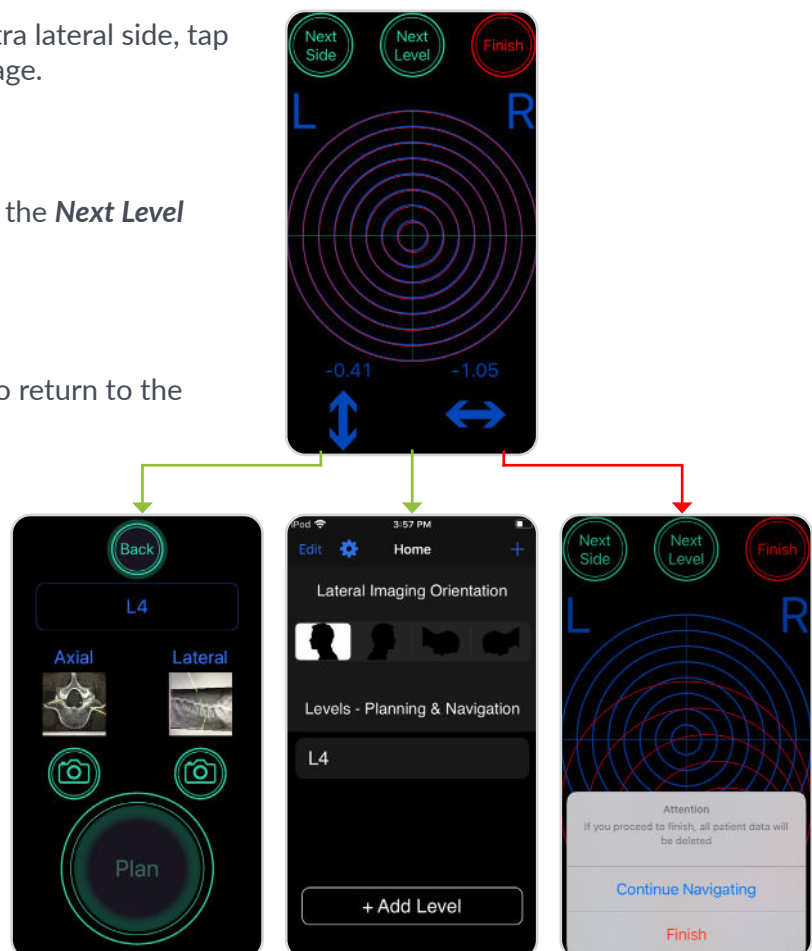 tra lateral side, tap
age.
the Next Level
o return to the
Next
Side
Next
Level
Finish
L
R
-0.41
-1.05
Back
L4
Axial
Lateral
Plan
iPod
3:57 PM
Edit
Home
+
Lateral Imaging Orientation
Levels - Planning & Navigation
L4
+ Add Level
Next
Side
Next
Level
Finish
L
R
Attention
If you proceed to finish, all patient data will
be deleted
Continue Navigating
Finish